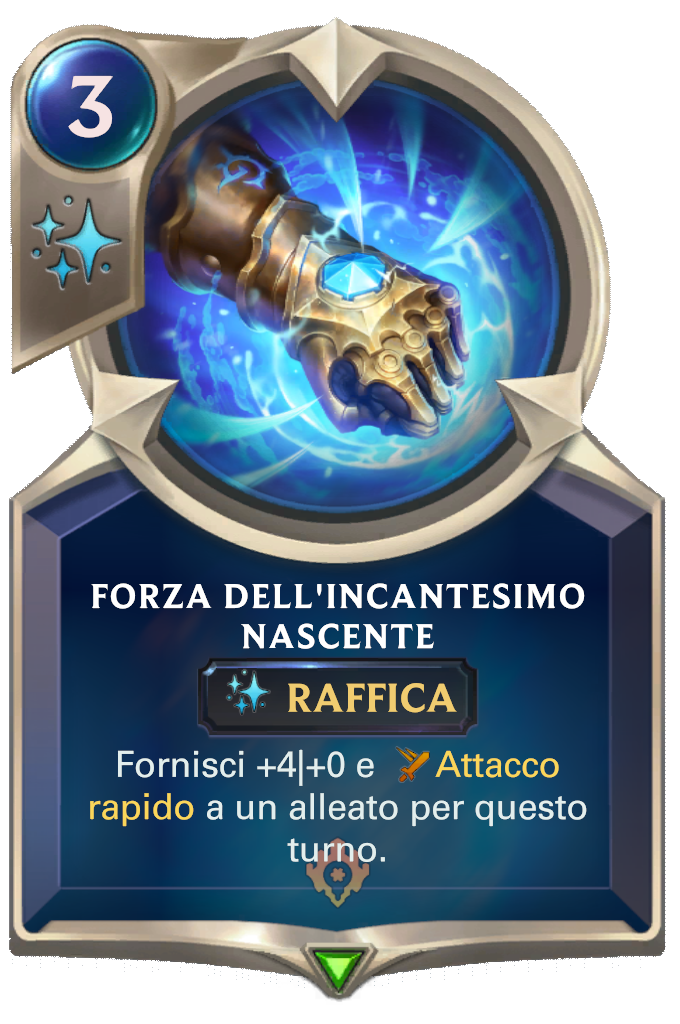 3
FORZA DELL'INCANTESIMO
NASCENTE
RAFFICA
Fornisci +4|+0 e Attacco
rapido a un alleato per questo
turno.